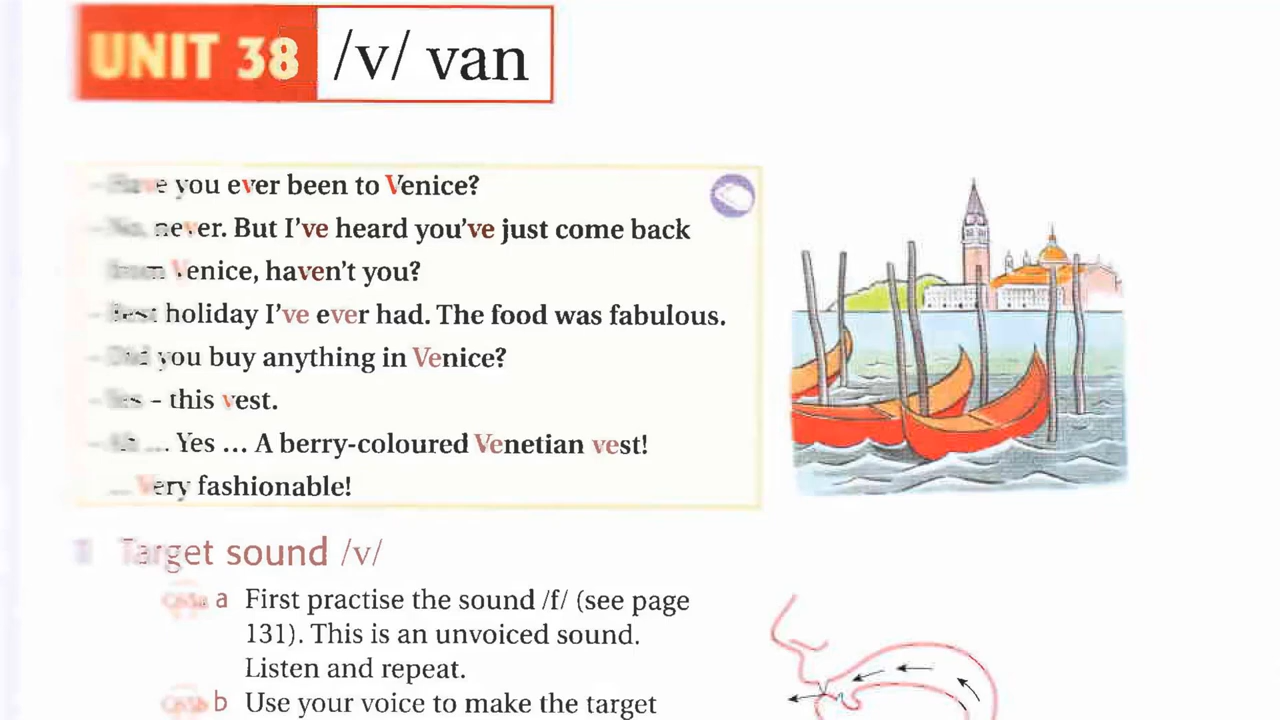 UNIT 38 /v/ van
you ever been to Venice?
never. But I've heard you've just come back
Venice, haven't you?
holiday I've ever had. The food was fabulous.
you buy anything in Venice?
– this vest.
... Yes ... A berry-coloured Venetian vest!
... Very fashionable!
Target sound /v/
a First practise the sound /f/ (see page
131). This is an unvoiced sound.
Listen and repeat.
b Use your voice to make the target